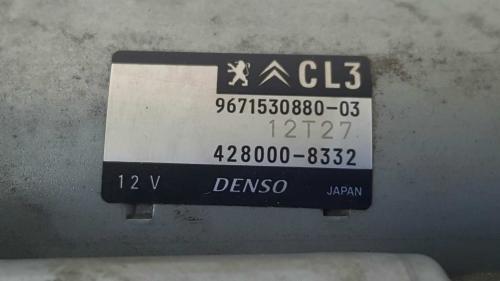 CL3
9671530880-03
12T27
428000-8332
12 V DENSO JAPAN